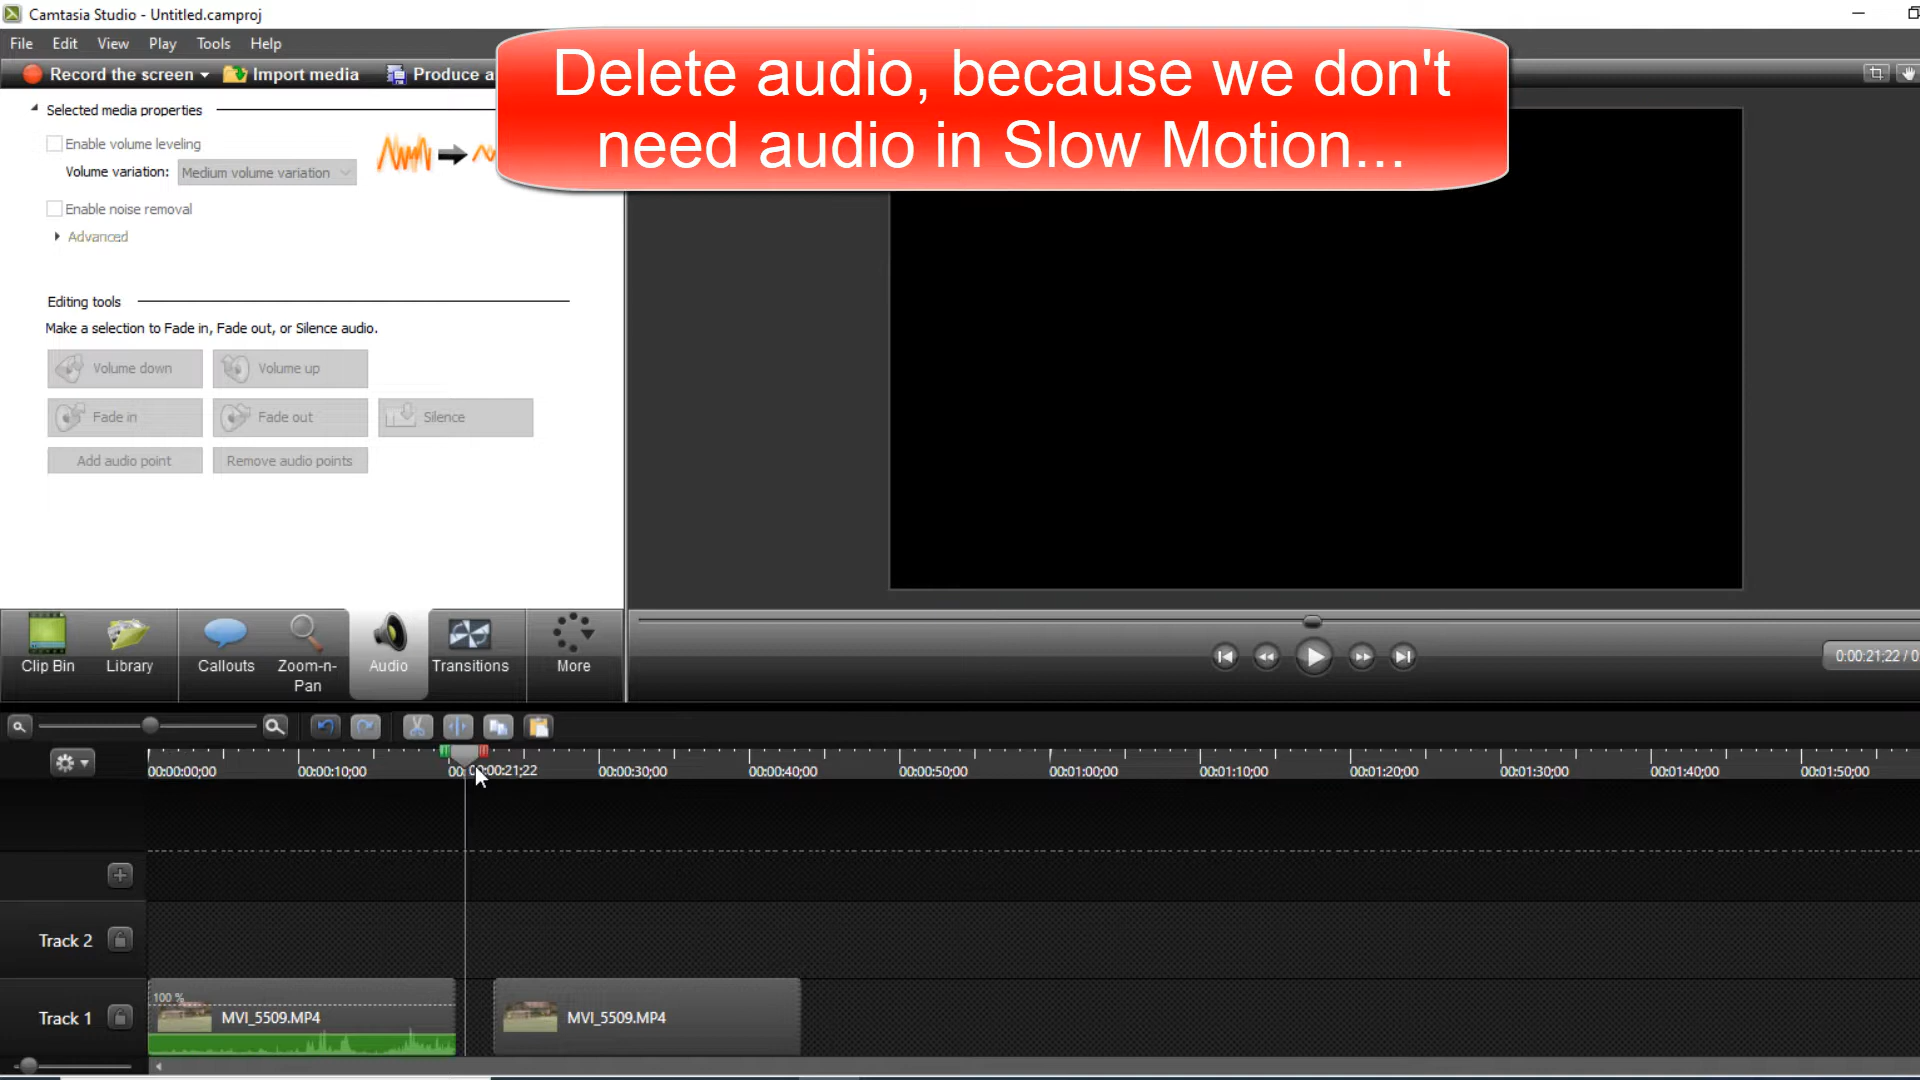 Camtasia Studio - Untitled.camproj
File Edit View Play Tools Help
Record the screen Import media Produce a
Delete audio, because we don't
need audio in Slow Motion...
Selected media properties
Enable volume leveling
Volume variation: Medium volume variation
Enable noise removal
Advanced
Editing tools
Make a selection to Fade in, Fade out, or Silence audio.
Volume down Volume up
Fade in Fade out Silence
Add audio point Remove audio points
Clip Bin Library Callouts Zoom-n-
Pan Audio Transitions More
0:00:21;22 / 0
00:00:00;00 00:00:10;00 00: 00:00:21;22 00:00:30;00 00:00:40;00 00:00:50;00 00:01:00;00 00:01:10;00 00:01:20;00 00:01:30;00 00:01:40;00 00:01:50;00
Track 2
100 %
Track 1 MVI_5509.MP4 MVI_5509.MP4